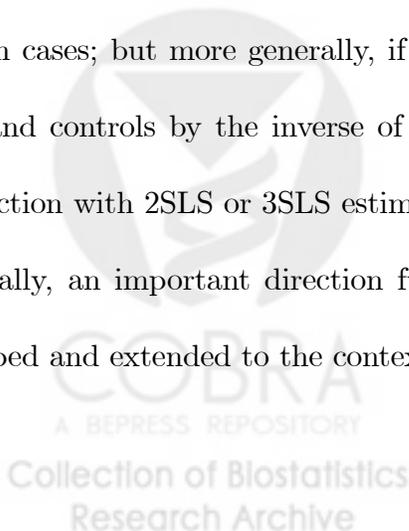 n cases; but more generally, if
and controls by the inverse of
ction with 2SLS or 3SLS estim
ally, an important direction f
ped and extended to the contex
COBRA
A BEPRESS REPOSITORY
Collection of Biostatistics
Research Archive